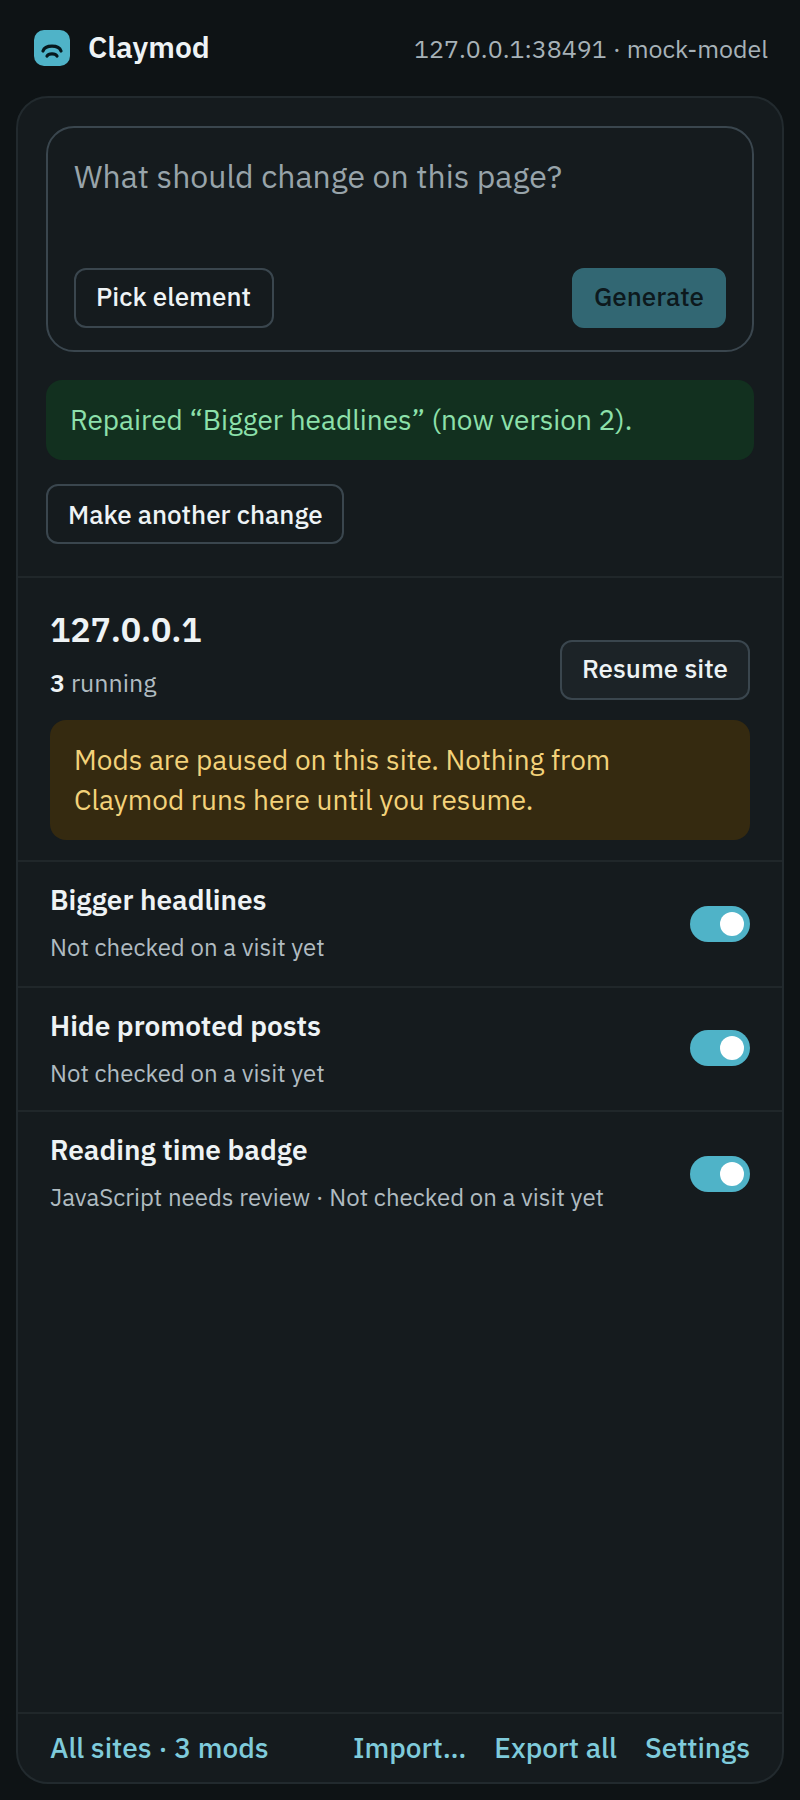 Claymod
127.0.0.1:38491 · mock-model
What should change on this page?
Pick element
Generate
Repaired “Bigger headlines” (now version 2).
Make another change
127.0.0.1
3 running
Resume site
Mods are paused on this site. Nothing from
Claymod runs here until you resume.
Bigger headlines
Not checked on a visit yet
Hide promoted posts
Not checked on a visit yet
Reading time badge
JavaScript needs review · Not checked on a visit yet
All sites · 3 mods
Import…
Export all
Settings